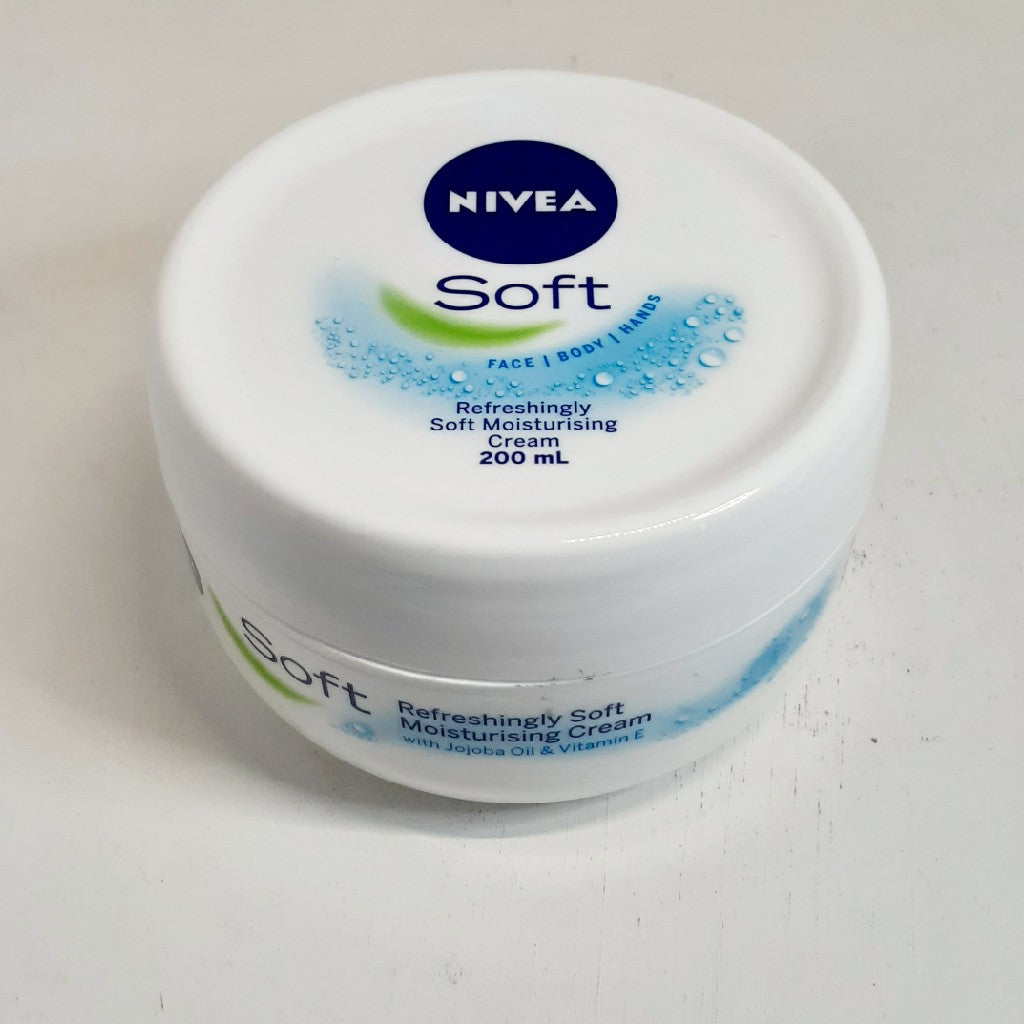 NIVEA
Soft
FACE | BODY | HANDS
Refreshingly
Soft Moisturising
Cream
200 mL
Soft
Refreshingly Soft
Moisturising Cream
with Jojoba Oil & Vitamin E